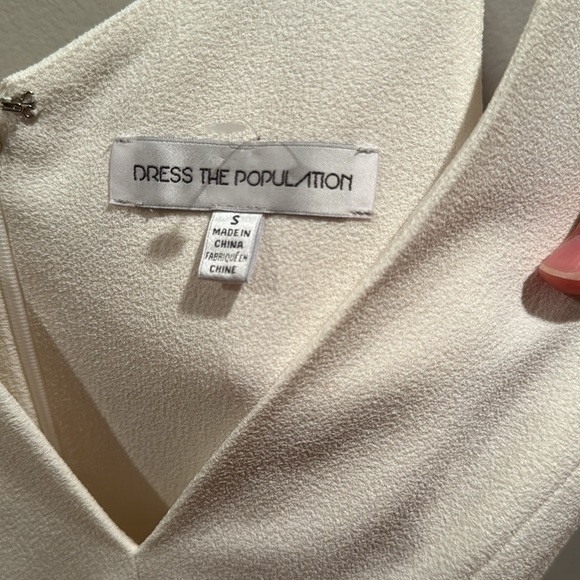 DRESS THE POPULATION
S
MADE IN
CHINA
FABRIQUÉ EN
CHINE